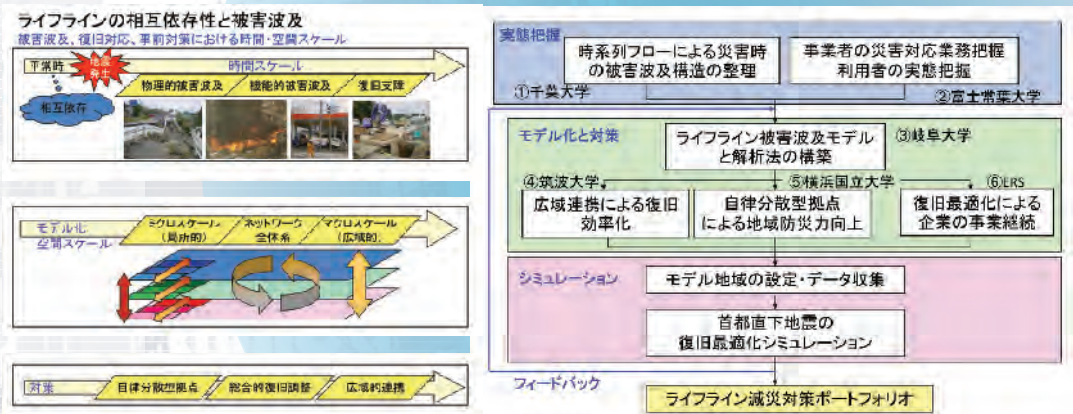 ライフラインの相互依存性と被害波及
被害波及、復旧対応、事前対策における時間・空間スケール
平常時
地震
発生
時間スケール
相互依存
物理的被害波及
機能的被害波及
復旧支障
モデル化
空間スケール
ミクロスケール
(局所的)
ネットワーク
全体系
マクロスケール
(広域的)
対策
自律分散型拠点
総合的復旧調整
広域的連携
実態把握
時系列フローによる災害時
の被害波及構造の整理
事業者の災害対応業務把握
利用者の実態把握
①千葉大学
②富士常葉大学
モデル化と対策
ライフライン被害波及モデル
と解析法の構築
③岐阜大学
④筑波大学
⑤横浜国立大学
⑥ERS
広域連携による復旧
効率化
自律分散型拠点
による地域防災力向上
復旧最適化による
企業の事業継続
シミュレーション
モデル地域の設定・データ収集
首都直下地震の
復旧最適化シミュレーション
フィードバック
ライフライン減災対策ポートフォリオ